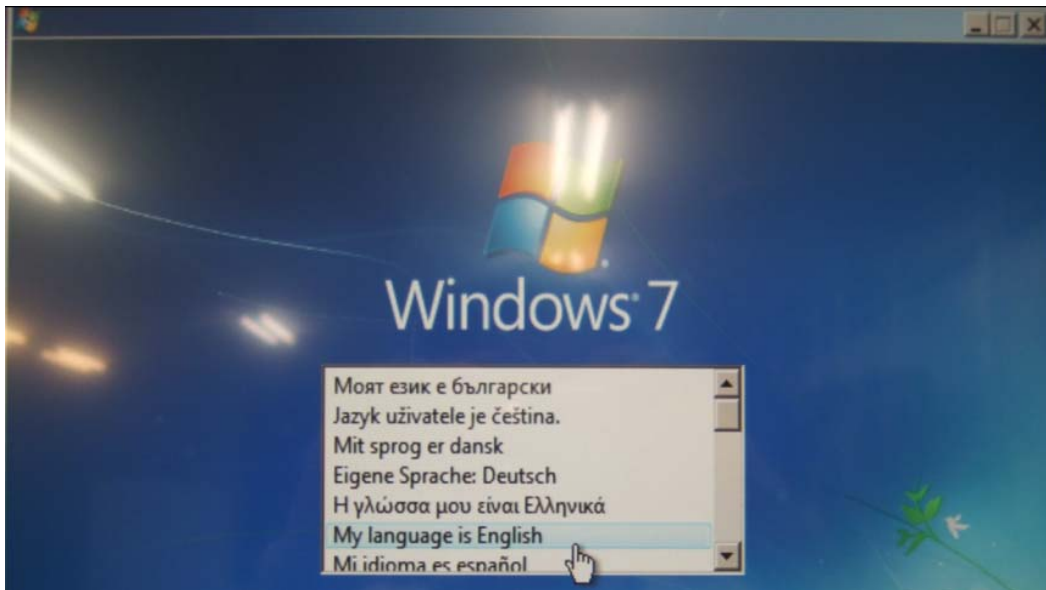 Windows® 7
Моят език е български
Jazyk uživatele je čeština.
Mit sprog er dansk
Eigene Sprache: Deutsch
Η γλώσσα μου είναι Ελληνικά
My language is English
Mi idioma es español